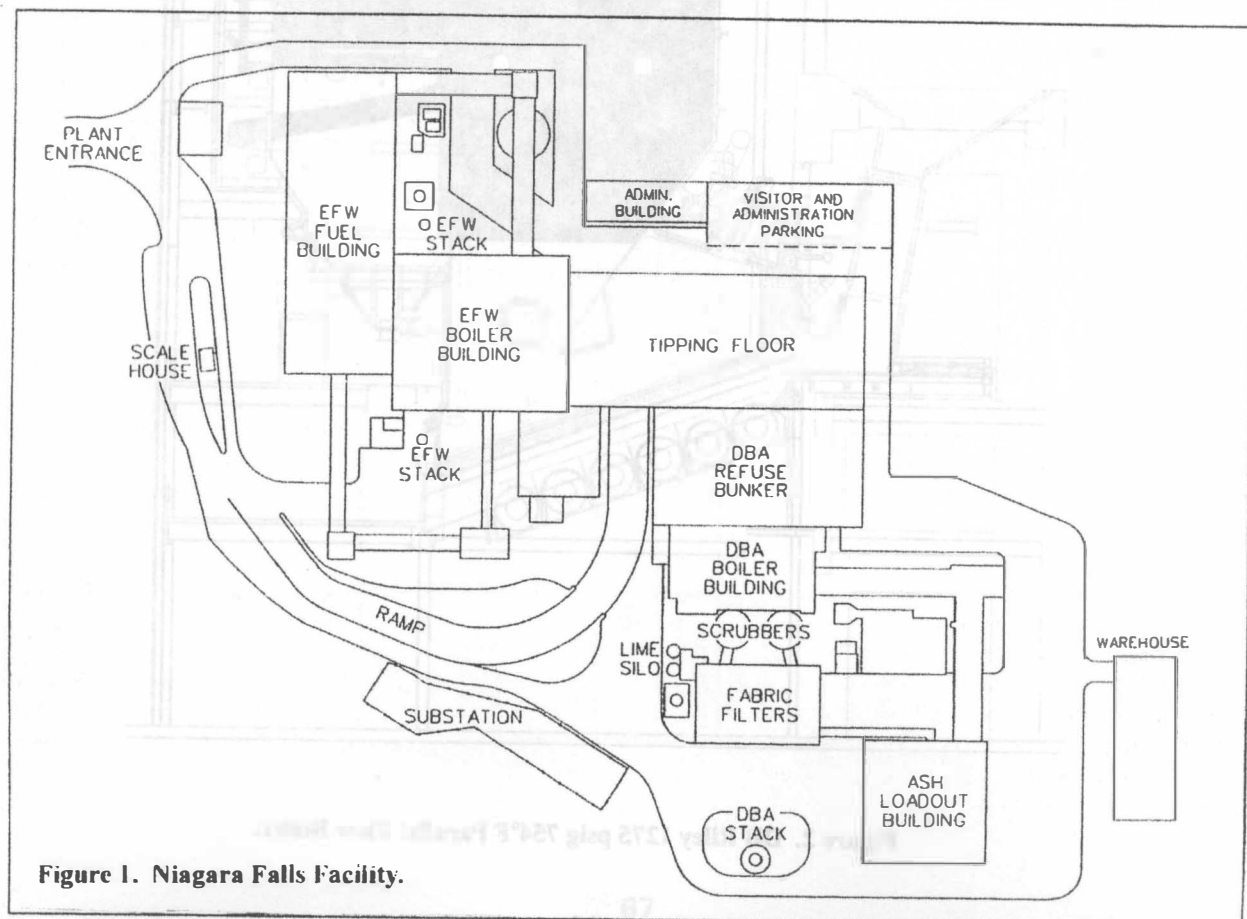 PLANT
ENTRANCE
EFW
FUEL
BUILDING
EFW
STACK
ADMIN.
BUILDING
VISITOR AND
ADMINISTRATION
PARKING
SCALE
HOUSE
EFW
BOILER
BUILDING
TIPPING FLOOR
EFW
STACK
DBA
REFUSE
BUNKER
DBA
BOILER
BUILDING
RAMP
SCRUBBERS
LIME
SILO
WAREHOUSE
FABRIC
FILTERS
SUBSTATION
ASH
LOADOUT
BUILDING
DBA
STACK
Figure 1. Niagara Falls Facility.
67